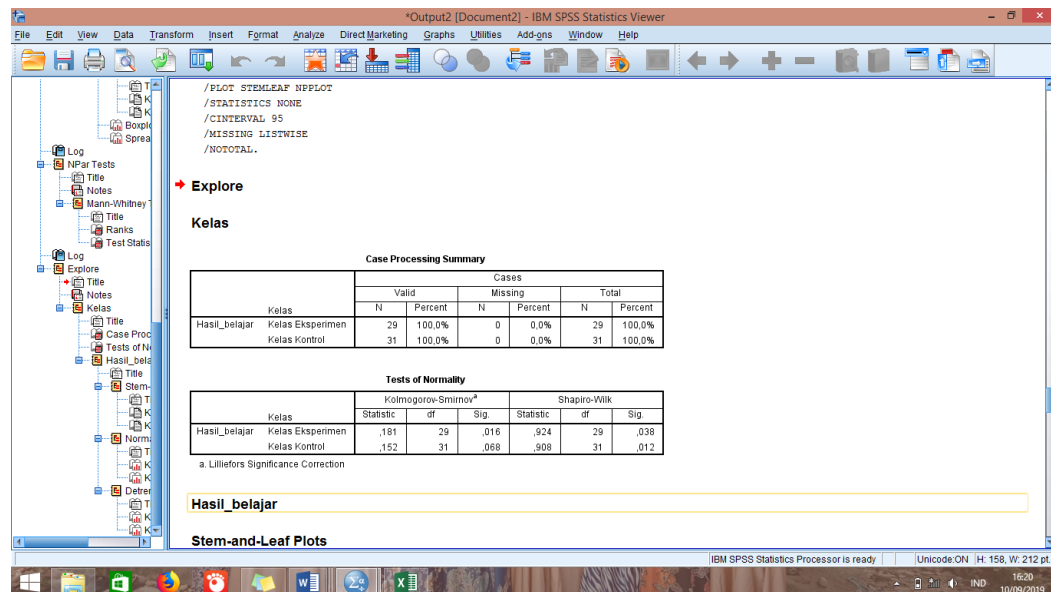 *Output2 [Document2] - IBM SPSS Statistics Viewer
File Edit View Data Transform Insert Format Analyze Direct Marketing Graphs Utilities Add-ons Window Help
Boxplo
Sprea
Log
NPar Tests
Title
Notes
Mann-Whitney T
Title
Ranks
Test Statis
Log
Explore
Title
Notes
Kelas
Title
Case Proc
Tests of No
Hasil_bela
Title
Stem-
Norma
Detren
/PLOT STEMLEAF NPPLOT
/STATISTICS NONE
/CINTERVAL 95
/MISSING LISTWISE
/NOTOTAL.
Explore
Kelas
Case Processing Summary
Cases
Valid Missing Total
Kelas N Percent N Percent N Percent
Hasil_belajar Kelas Eksperimen 29 100,0% 0 0,0% 29 100,0%
Kelas Kontrol 31 100,0% 0 0,0% 31 100,0%
Tests of Normality
Kolmogorov-Smirnov^a Shapiro-Wilk
Kelas Statistic df Sig. Statistic df Sig.
Hasil_belajar Kelas Eksperimen ,181 29 ,016 ,924 29 ,038
Kelas Kontrol ,152 31 ,068 ,908 31 ,012
a. Lilliefors Significance Correction
Hasil_belajar
Stem-and-Leaf Plots
IBM SPSS Statistics Processor is ready Unicode:ON H: 158, W: 212 pt.
IND 16:20
10/09/2019